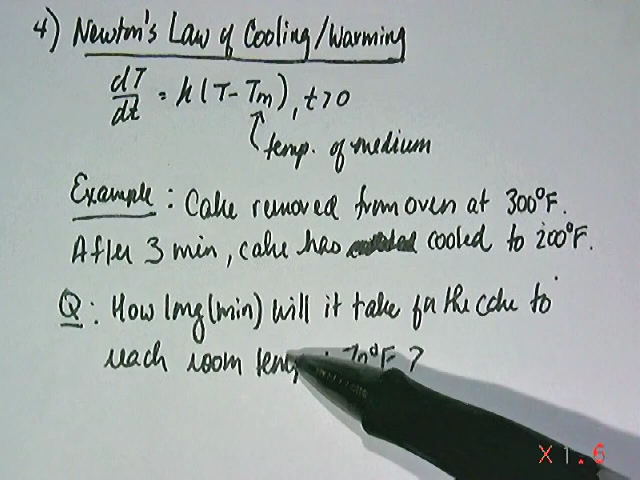 4) Newton's Law of Cooling/Warming
dT/dt = k(T-Tm), t>0
temp. of medium
Example: Cake removed from oven at 300°F.
After 3 min, cake has cooled to 200°F.
Q: How long (min) will it take for the cake to
reach room 70°F?
X1.6